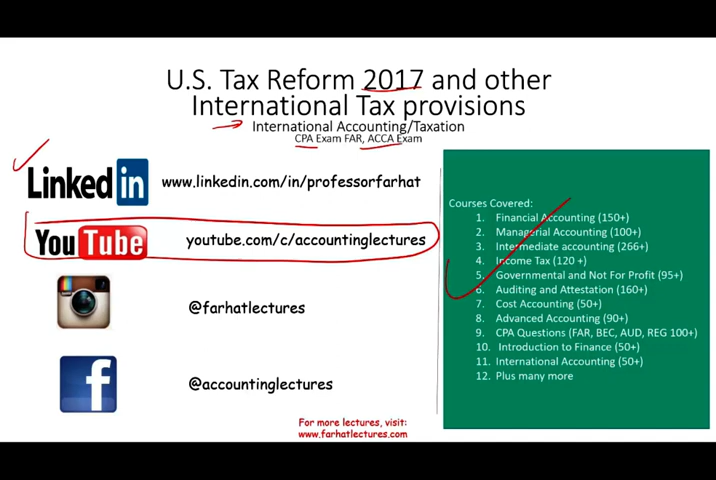 U.S. Tax Reform 2017 and other
International Tax provisions
International Accounting/Taxation
CPA Exam FAR, ACCA Exam
Linked in www.linkedin.com/in/professorfarhat
YouTube youtube.com/c/accountinglectures
@farhatlectures
f @accountinglectures
Courses Covered:
1. Financial Accounting (150+)
2. Managerial Accounting (100+)
3. Intermediate accounting (266+)
4. Income Tax (120 +)
5. Governmental and Not For Profit (95+)
6. Auditing and Attestation (160+)
7. Cost Accounting (50+)
8. Advanced Accounting (90+)
9. CPA Questions (FAR, BEC, AUD, REG 100+)
10. Introduction to Finance (50+)
11. International Accounting (50+)
12. Plus many more
For more lectures, visit:
www.farhatlectures.com